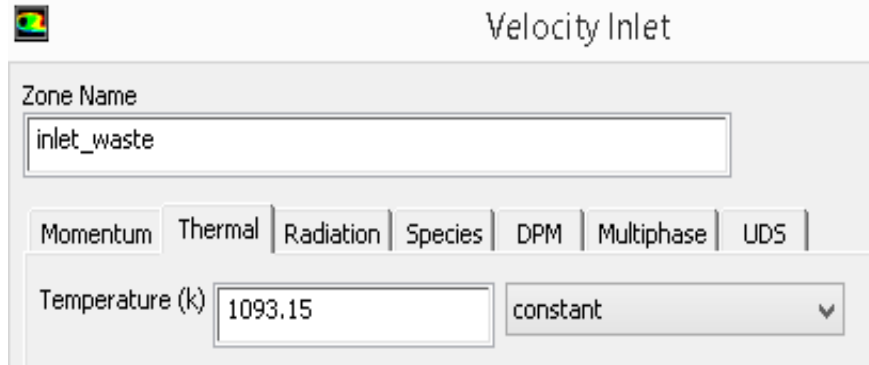 Velocity Inlet
Zone Name
inlet_waste
Momentum Thermal Radiation Species DPM Multiphase UDS
Temperature (k) 1093.15 constant